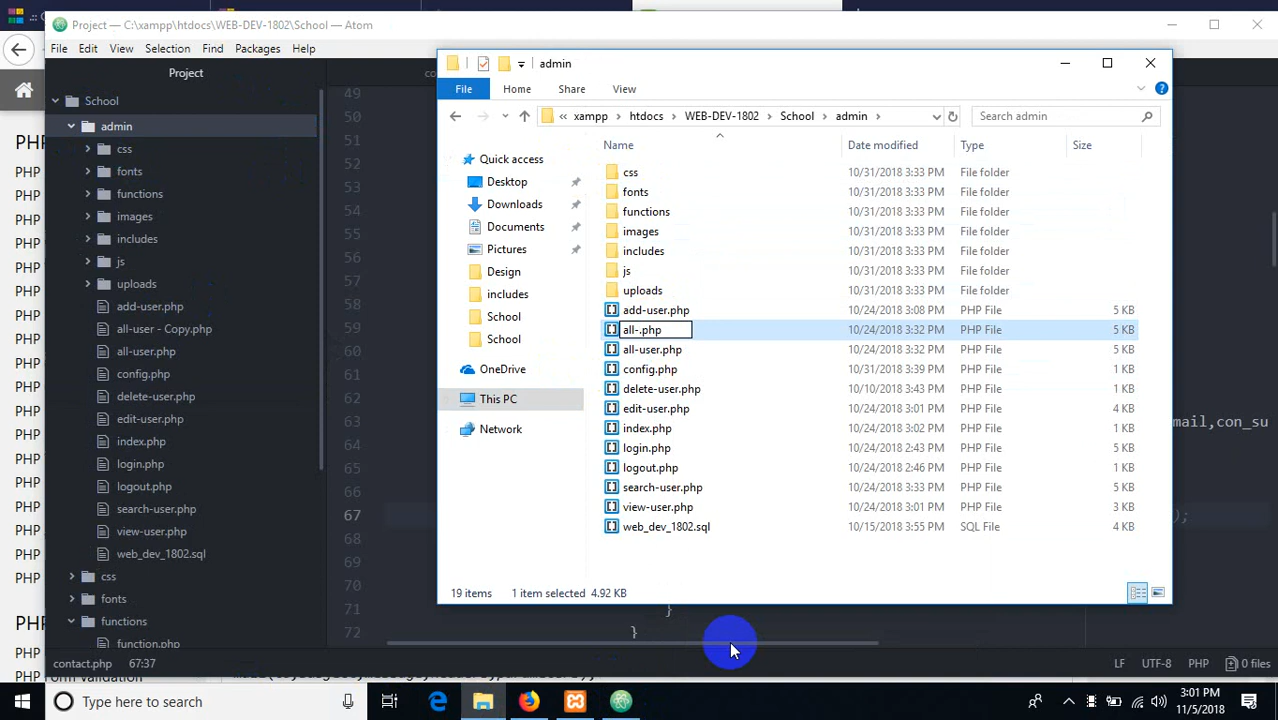 Project — C:\xampp\htdocs\WEB-DEV-1802\School — Atom
File Edit View Selection Find Packages Help
Project
School
admin
css
fonts
functions
images
includes
js
uploads
add-user.php
all-user - Copy.php
all-user.php
config.php
delete-user.php
edit-user.php
index.php
login.php
logout.php
search-user.php
view-user.php
web_dev_1802.sql
css
fonts
functions
function.php
contact.php 67:37
LF UTF-8 PHP 0 files
49
50
51
52
53
54
55
56
57
58
59
60
61
62
63
64
65
66
67
68
69
70
71
72
mail,con_su
);
}
}
admin
File Home Share View
« xampp > htdocs > WEB-DEV-1802 > School > admin >
Search admin
Quick access
Desktop
Downloads
Documents
Pictures
Design
includes
School
School
OneDrive
This PC
Network
Name Date modified Type Size
css 10/31/2018 3:33 PM File folder
fonts 10/31/2018 3:33 PM File folder
functions 10/31/2018 3:33 PM File folder
images 10/31/2018 3:33 PM File folder
includes 10/31/2018 3:33 PM File folder
js 10/31/2018 3:33 PM File folder
uploads 10/31/2018 3:33 PM File folder
add-user.php 10/24/2018 3:08 PM PHP File 5 KB
all-.php 10/24/2018 3:32 PM PHP File 5 KB
all-user.php 10/24/2018 3:32 PM PHP File 5 KB
config.php 10/31/2018 3:39 PM PHP File 1 KB
delete-user.php 10/10/2018 3:43 PM PHP File 1 KB
edit-user.php 10/24/2018 3:01 PM PHP File 4 KB
index.php 10/24/2018 3:02 PM PHP File 1 KB
login.php 10/24/2018 2:43 PM PHP File 5 KB
logout.php 10/24/2018 2:46 PM PHP File 1 KB
search-user.php 10/24/2018 3:33 PM PHP File 5 KB
view-user.php 10/24/2018 3:01 PM PHP File 3 KB
web_dev_1802.sql 10/15/2018 3:55 PM SQL File 4 KB
19 items 1 item selected 4.92 KB
Type here to search
3:01 PM
11/5/2018